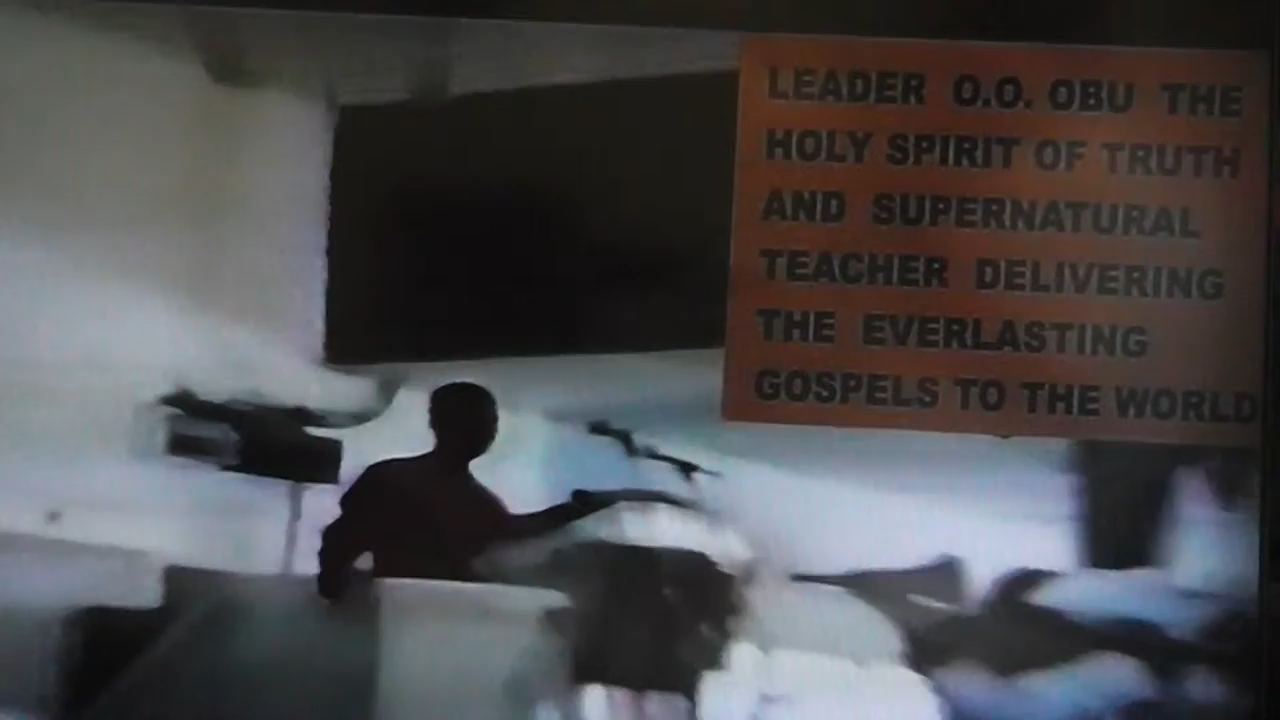 LEADER O.O. OBU THE
HOLY SPIRIT OF TRUTH
AND SUPERNATURAL
TEACHER DELIVERING
THE EVERLASTING
GOSPELS TO THE WORLD